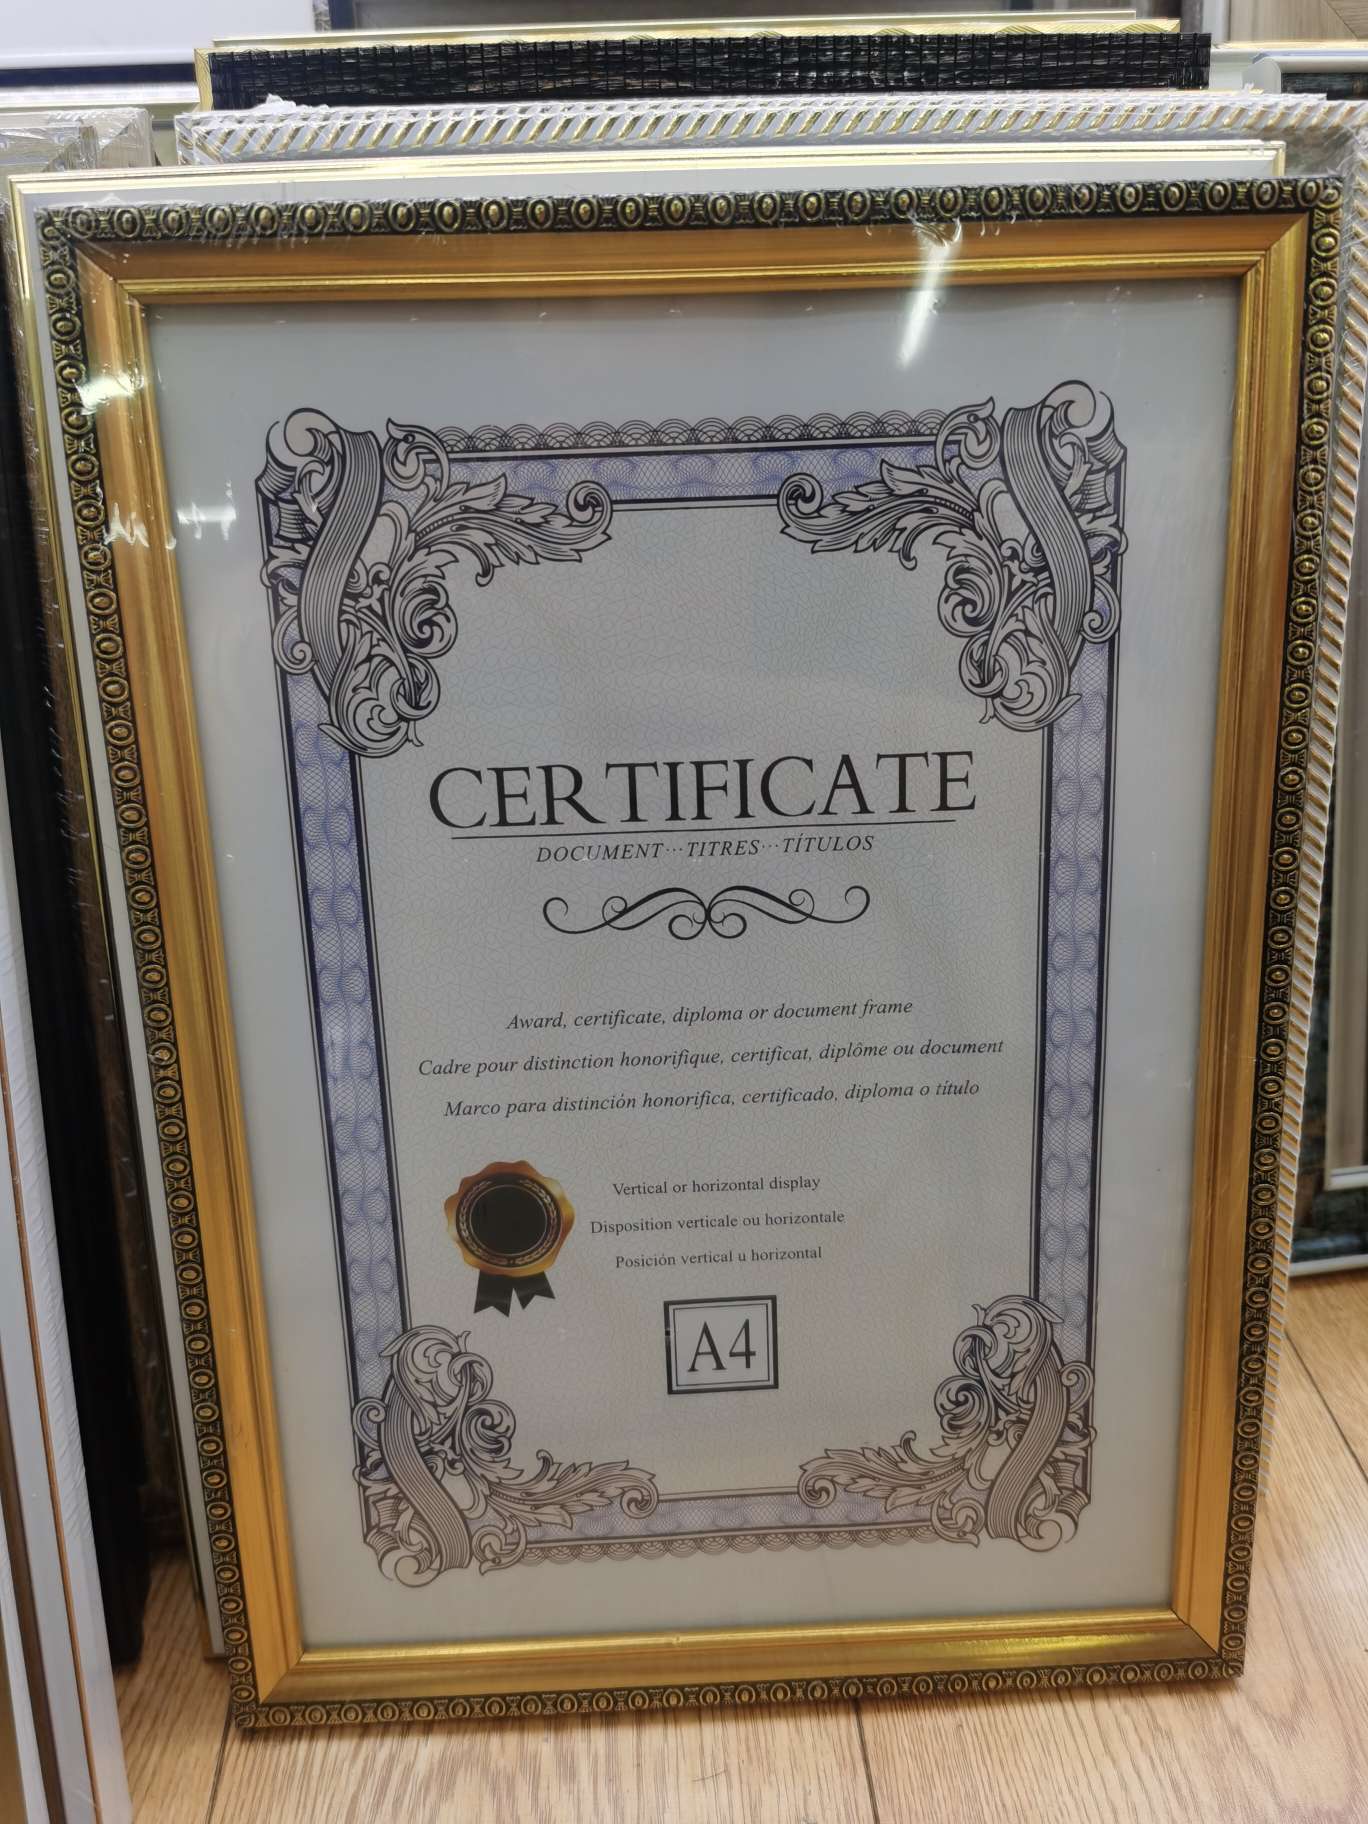 CERTIFICATE
DOCUMENT···TITRES···TÍTULOS
Award, certificate, diploma or document frame
Cadre pour distinction honorifique, certificat, diplôme ou document
Marco para distinción honorifica, certificado, diploma o título
Vertical or horizontal display
Disposition verticale ou horizontale
Posición vertical u horizontal
A4